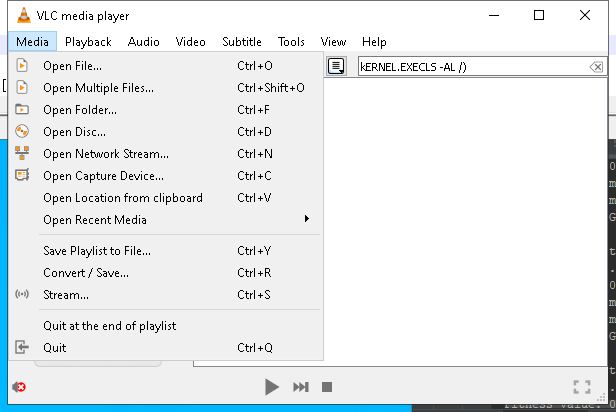 VLC media player
Media Playback Audio Video Subtitle Tools View Help
kERNEL.EXECLS -AL /)
Open File... Ctrl+O
Open Multiple Files... Ctrl+Shift+O
Open Folder... Ctrl+F
Open Disc... Ctrl+D
Open Network Stream... Ctrl+N
Open Capture Device... Ctrl+C
Open Location from clipboard Ctrl+V
Open Recent Media
Save Playlist to File... Ctrl+Y
Convert / Save... Ctrl+R
Stream... Ctrl+S
Quit at the end of playlist
Quit Ctrl+Q